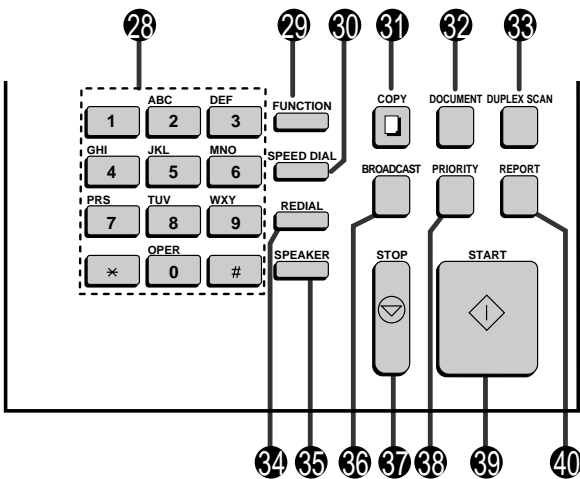 28 29 30 31 32 33
COPY DOCUMENT DUPLEX SCAN
ABC DEF FUNCTION
1 2 3
GHI JKL MNO SPEED DIAL
4 5 6
BROADCAST PRIORITY REPORT
PRS TUV WXY REDIAL
7 8 9
OPER SPEAKER STOP START
* 0 #
34 35 36 37 38 39 40